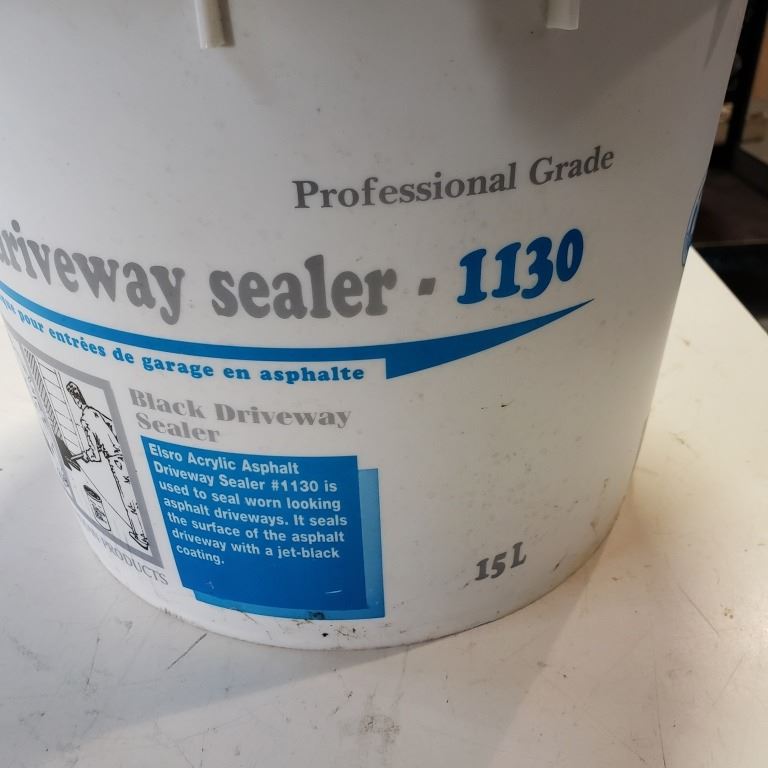 Professional Grade
driveway sealer - 1130
pour entrées de garage en asphalte
Black Driveway
Sealer
Elsro Acrylic Asphalt
Driveway Sealer #1130 is
used to seal worn looking
asphalt driveways. It seals
the surface of the asphalt
driveway with a jet-black
coating.
PRODUCTS
15 L